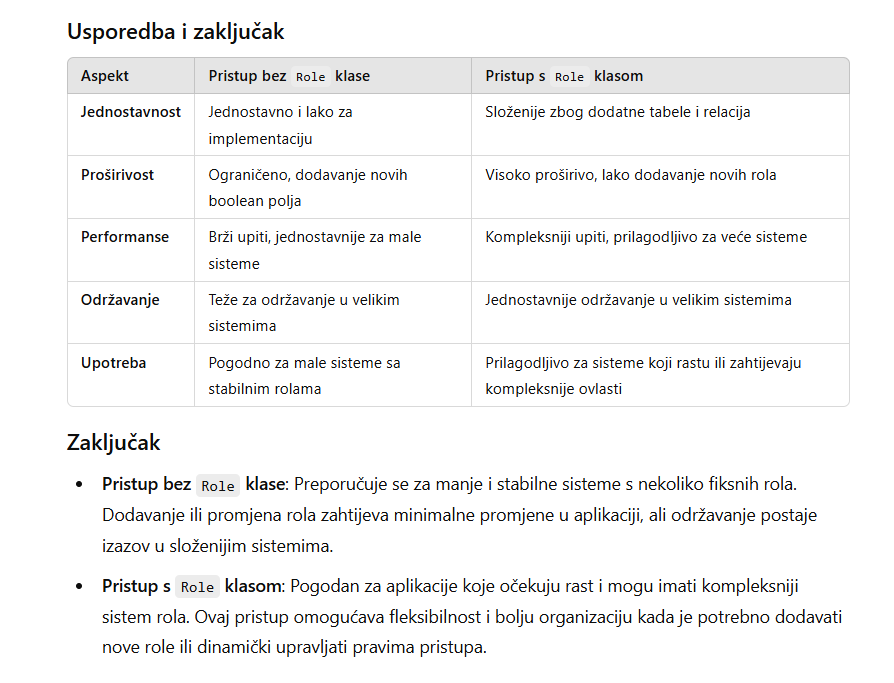 Usporedba i zaključak
Aspekt Pristup bez Role klase Pristup s Role klasom
Jednostavnost Jednostavno i lako za implementaciju Složenije zbog dodatne tabele i relacija
Proširivost Ograničeno, dodavanje novih boolean polja Visoko proširivo, lako dodavanje novih rola
Performanse Brži upiti, jednostavnije za male sisteme Kompleksniji upiti, prilagodljivo za veće sisteme
Održavanje Teže za održavanje u velikim sistemima Jednostavnije održavanje u velikim sistemima
Upotreba Pogodno za male sisteme sa stabilnim rolama Prilagodljivo za sisteme koji rastu ili zahtijevaju kompleksnije ovlasti
Zaključak
• Pristup bez Role klase: Preporučuje se za manje i stabilne sisteme s nekoliko fiksnih rola.
Dodavanje ili promjena rola zahtijeva minimalne promjene u aplikaciji, ali održavanje postaje
izazov u složenijim sistemima.
• Pristup s Role klasom: Pogodan za aplikacije koje očekuju rast i mogu imati kompleksniji
sistem rola. Ovaj pristup omogućava fleksibilnost i bolju organizaciju kada je potrebno dodavati
nove role ili dinamički upravljati pravima pristupa.